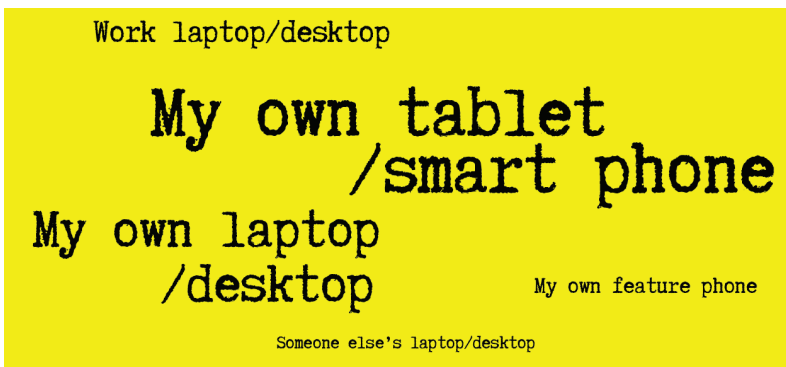 Work laptop/desktop
My own tablet
/smart phone
My own laptop
/desktop
My own feature phone
Someone else's laptop/desktop